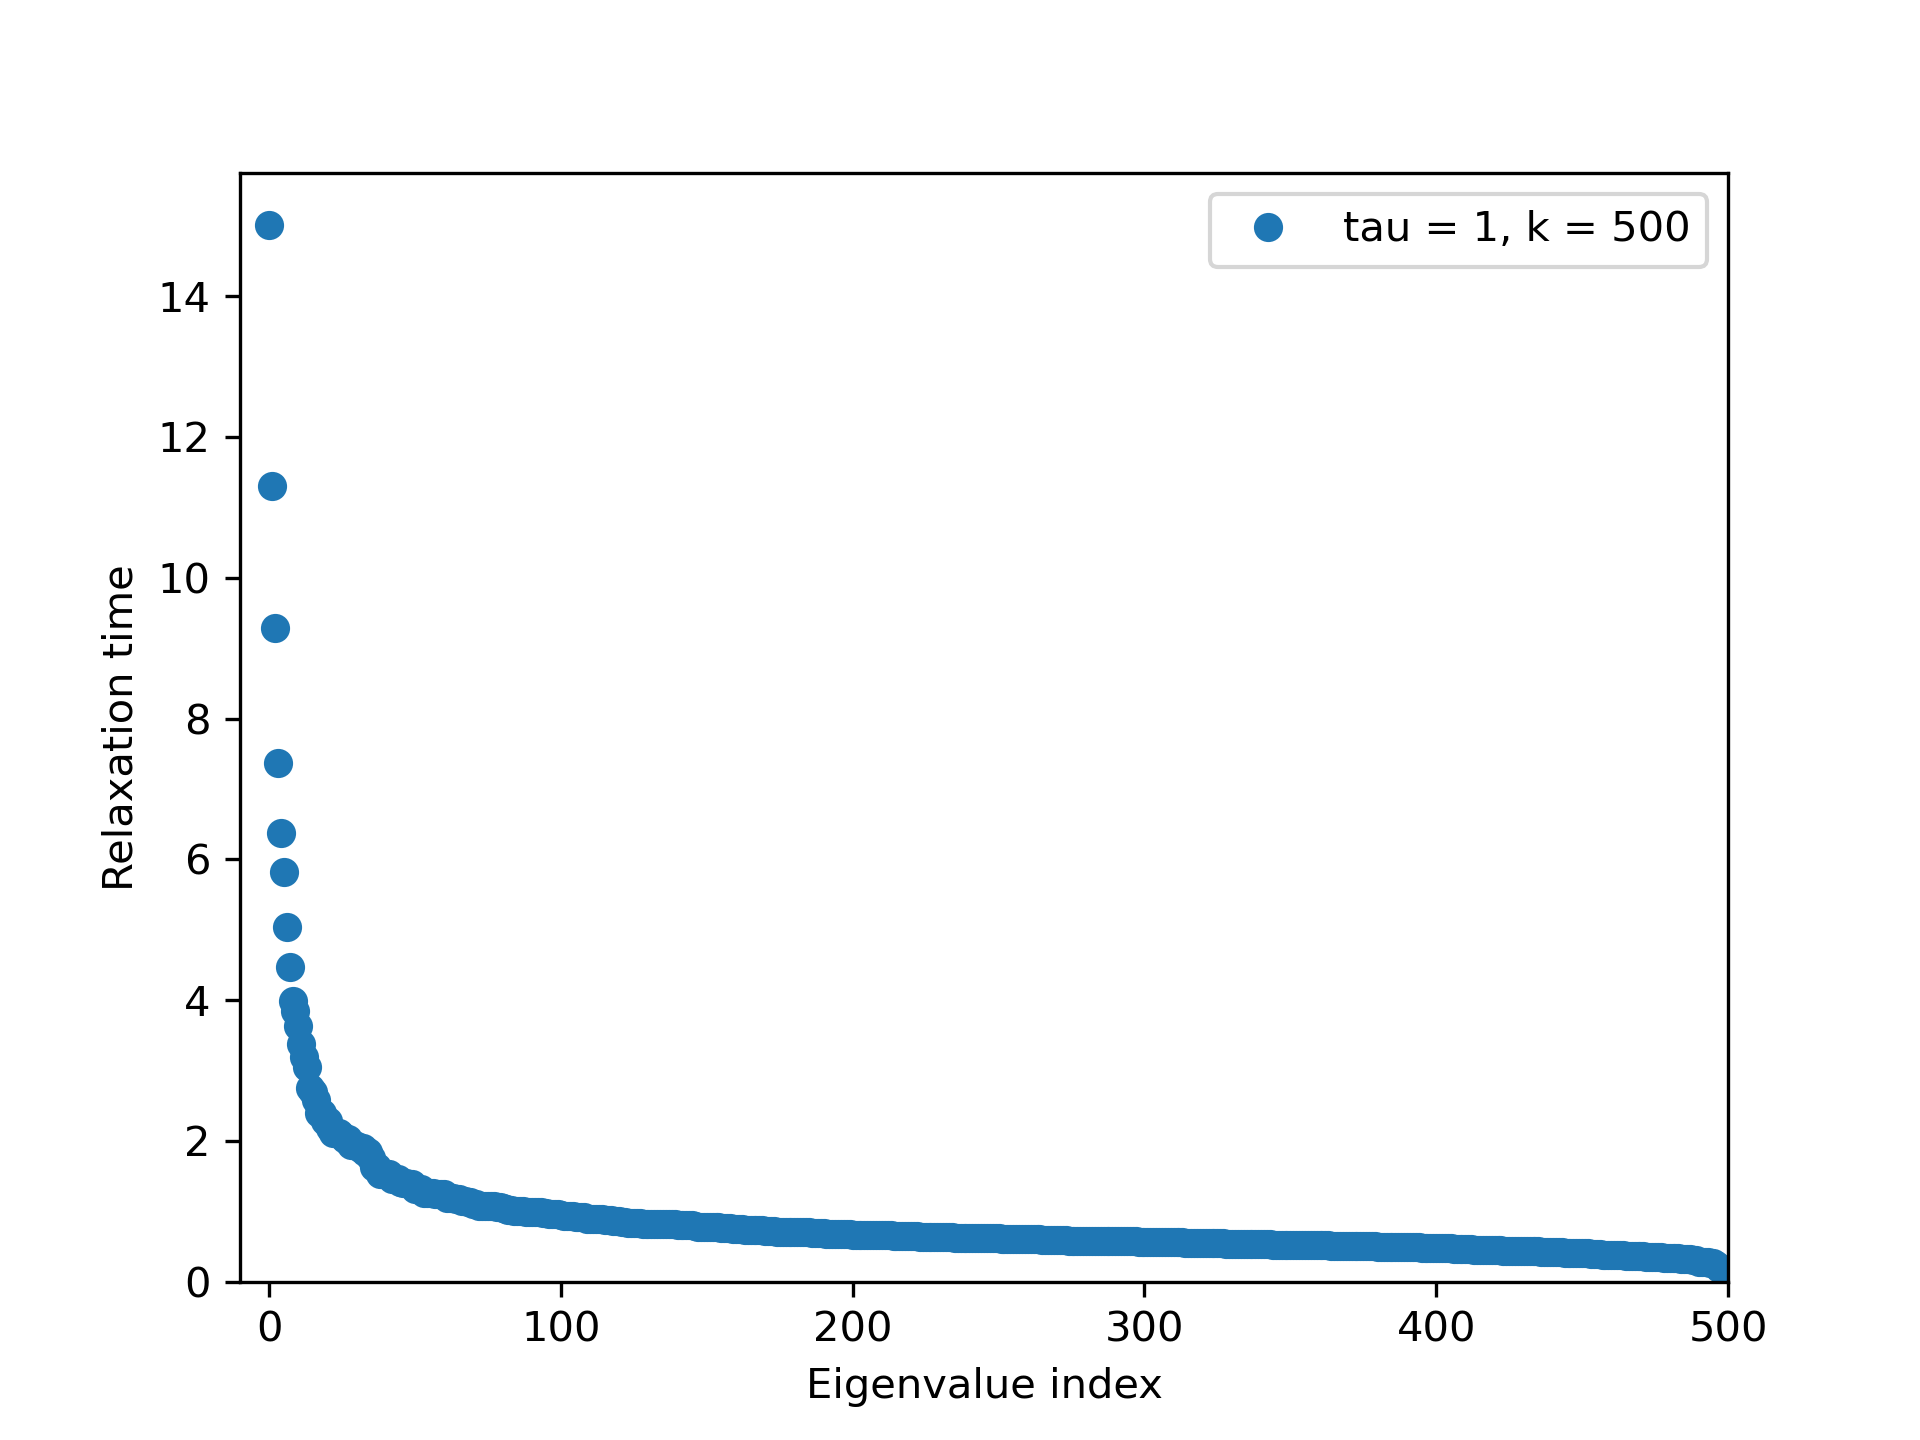 tau = 1, k = 500
14
12
10
8
6
4
2
0
Relaxation time
0 100 200 300 400 500
Eigenvalue index